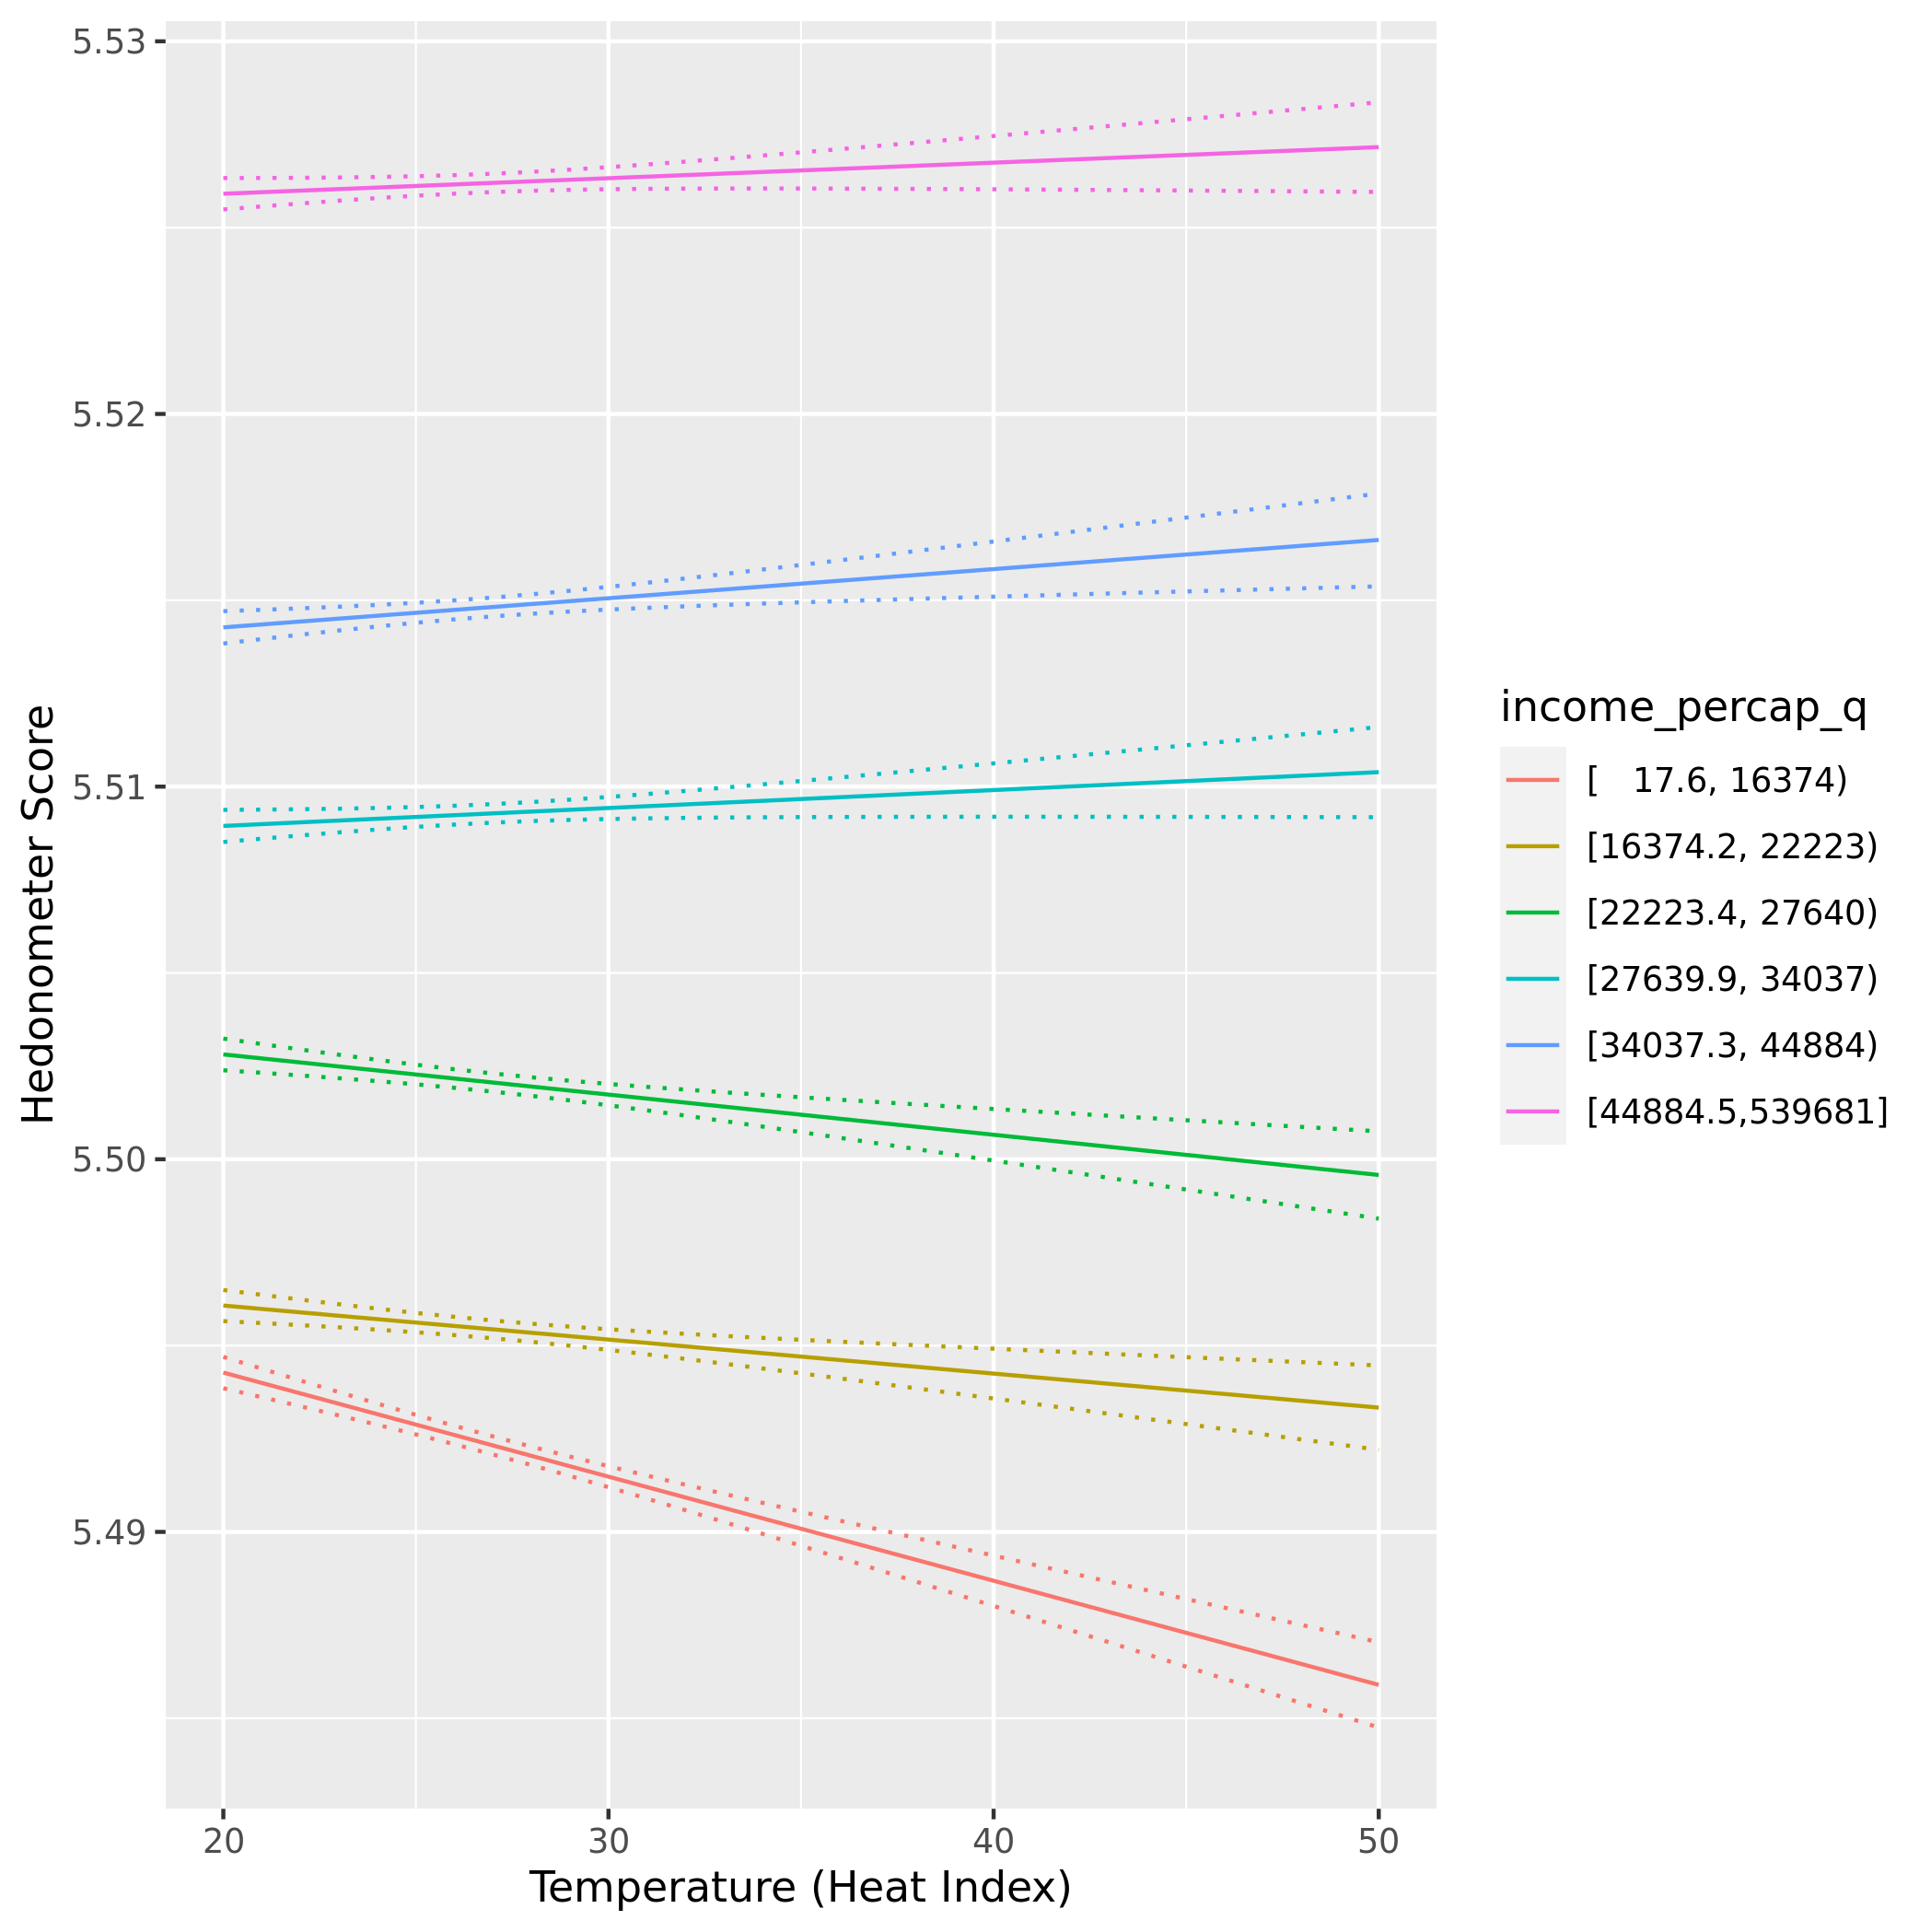 5.53
5.52
5.51
5.50
5.49
Hedonometer Score
20 30 40 50
Temperature (Heat Index)
income_percap_q
[   17.6, 16374)
[16374.2, 22223)
[22223.4, 27640)
[27639.9, 34037)
[34037.3, 44884)
[44884.5,539681]